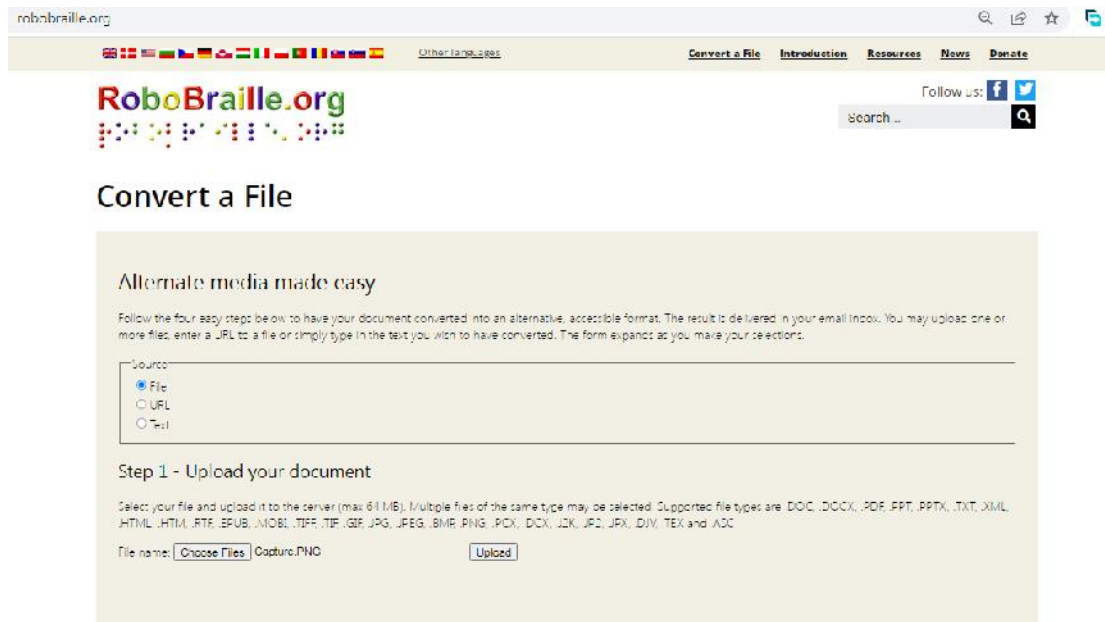 robobraille.org
Other languages
Convert a File Introduction Resources News Donate
RoboBraille.org
Follow us:
Search...
Convert a File
Alternate media made easy
Follow the four easy steps below to have your document converted into an alternative, accessible format. The result is delivered in your email inbox. You may upload one or
more files, enter a URL to a file or simply type in the text you wish to have converted. The form expands as you make your selections.
Source
File
URL
Text
Step 1 - Upload your document
Select your file and upload it to the server (max 64 MB). Multiple files of the same type may be selected. Supported file types are .DOC, .DOCX, .PDF, .PPT, .PPTX, .TXT, .XML,
.HTML, .HTM, .RTF, .EPUB, .MOBI, .TIFF, .TIF, .GIF, .JPG, .JPEG, .BMP, .PNG, .PCX, .DCX, .J2K, .JP2, .JPX, .DJV, .TEX and .ASC
File name: Choose Files Capture.PNG Upload